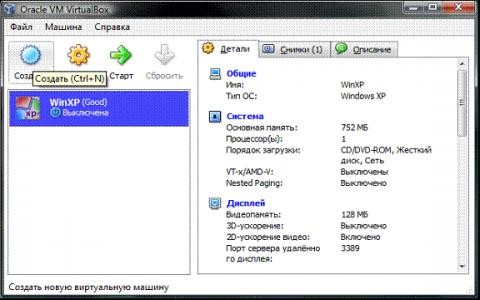 Oracle VM VirtualBox
Файл Машина Справка
Созд Старт Сбросить
Создать (Ctrl+N)
WinXP (Good)
Выключена
Детали Снимки (1) Описание
Общие
Имя: WinXP
Тип ОС: Windows XP
Система
Основная память: 752 МБ
Процессор(ы): 1
Порядок загрузки: CD/DVD-ROM, Жесткий
диск, Сеть
VT-x/AMD-V: Выключены
Nested Paging: Выключено
Дисплей
Видеопамять: 128 МБ
3D-ускорение: Выключено
2D-ускорение видео: Включено
Порт сервера удалённо 3389
го дисплея:
Создать новую виртуальную машину